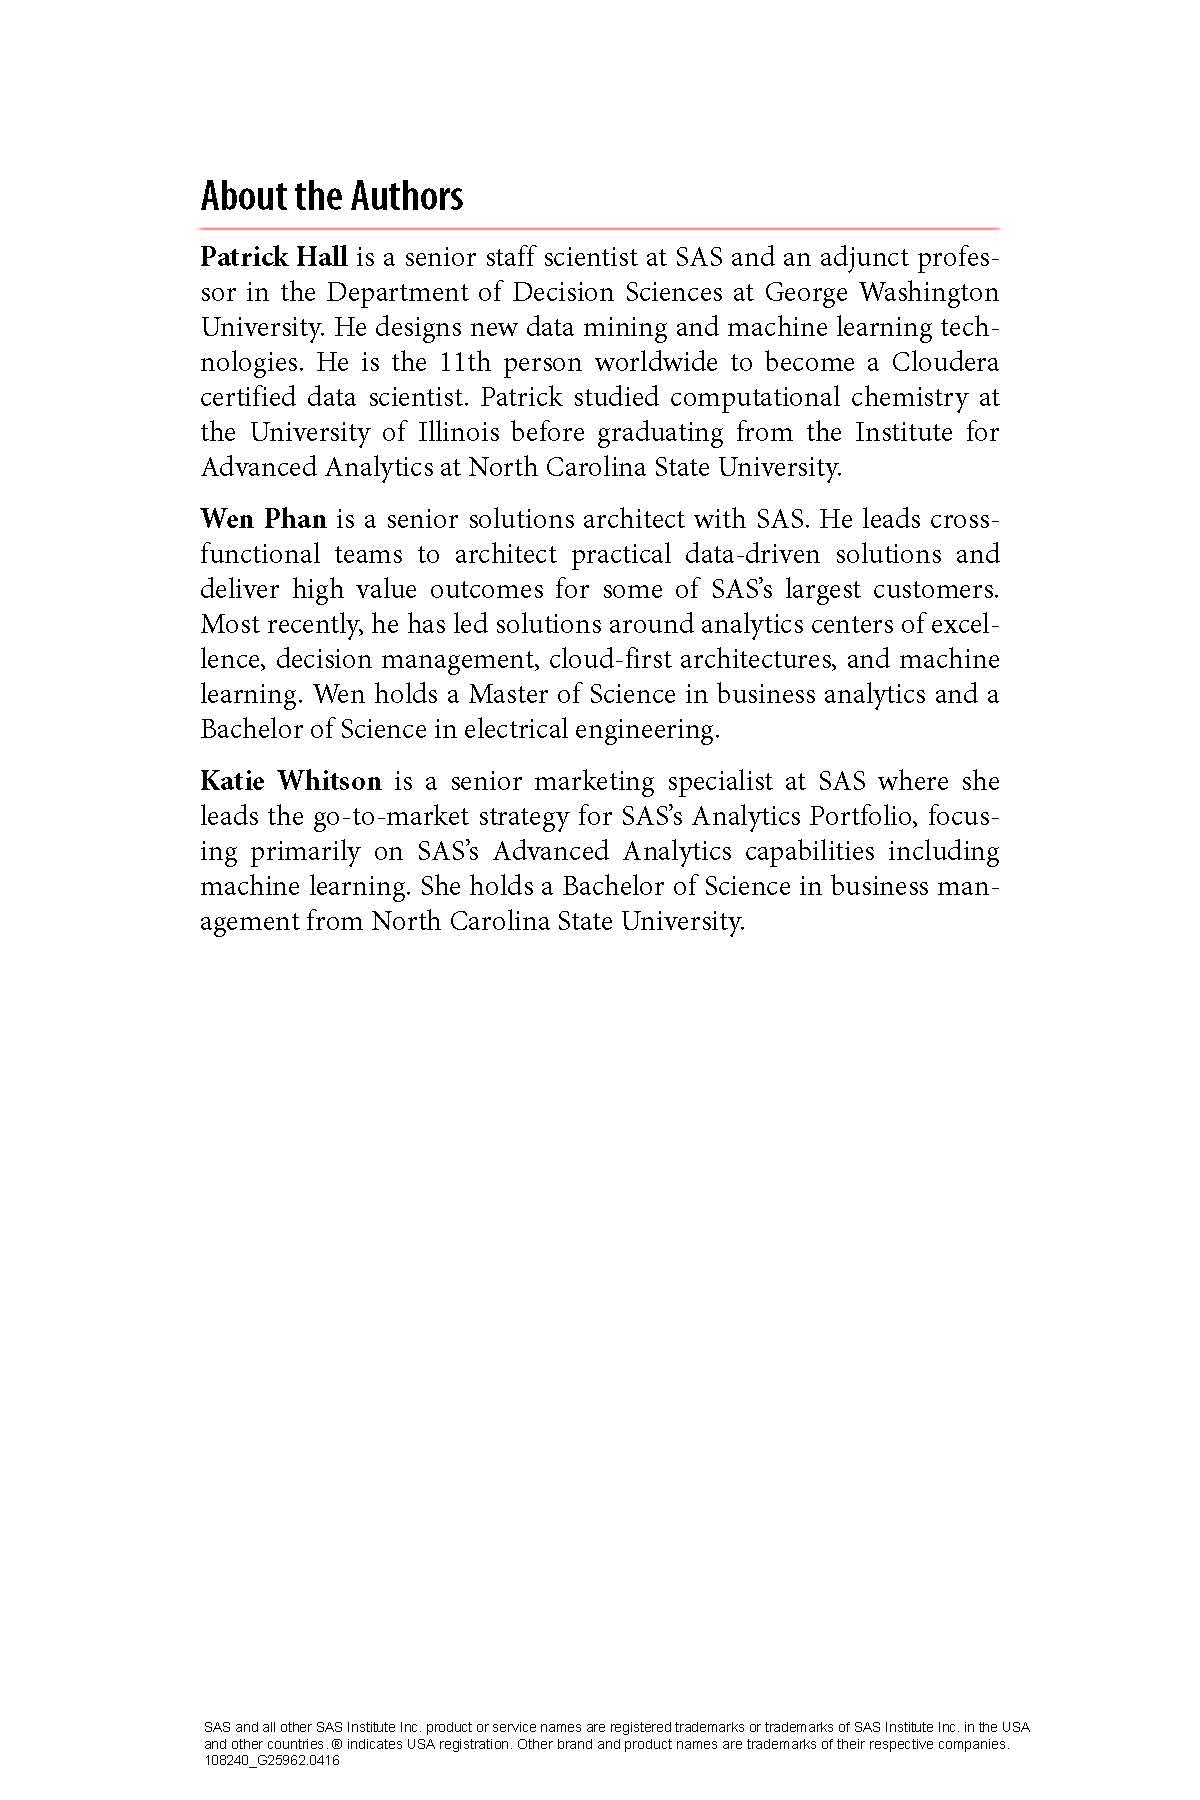 About the Authors
Patrick Hall is a senior staff scientist at SAS and an adjunct profes-
sor in the Department of Decision Sciences at George Washington
University. He designs new data mining and machine learning tech-
nologies. He is the 11th person worldwide to become a Cloudera
certified data scientist. Patrick studied computational chemistry at
the University of Illinois before graduating from the Institute for
Advanced Analytics at North Carolina State University.
Wen Phan is a senior solutions architect with SAS. He leads cross-
functional teams to architect practical data-driven solutions and
deliver high value outcomes for some of SAS’s largest customers.
Most recently, he has led solutions around analytics centers of excel-
lence, decision management, cloud-first architectures, and machine
learning. Wen holds a Master of Science in business analytics and a
Bachelor of Science in electrical engineering.
Katie Whitson is a senior marketing specialist at SAS where she
leads the go-to-market strategy for SAS’s Analytics Portfolio, focus-
ing primarily on SAS’s Advanced Analytics capabilities including
machine learning. She holds a Bachelor of Science in business man-
agement from North Carolina State University.
SAS and all other SAS Institute Inc. product or service names are registered trademarks or trademarks of SAS Institute Inc. in the USA
and other countries. ® indicates USA registration. Other brand and product names are trademarks of their respective companies.
108240_G25962.0416